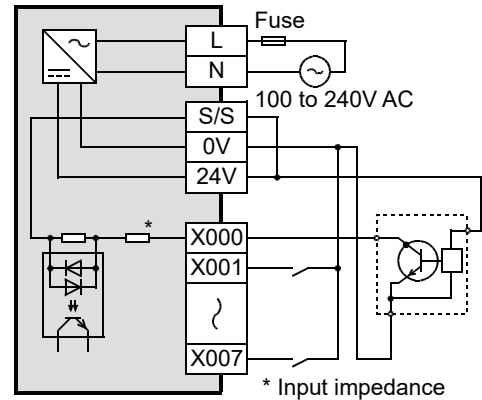 Fuse
L
N
100 to 240V AC
S/S
0V
24V
*
X000
X001
X007
* Input impedance